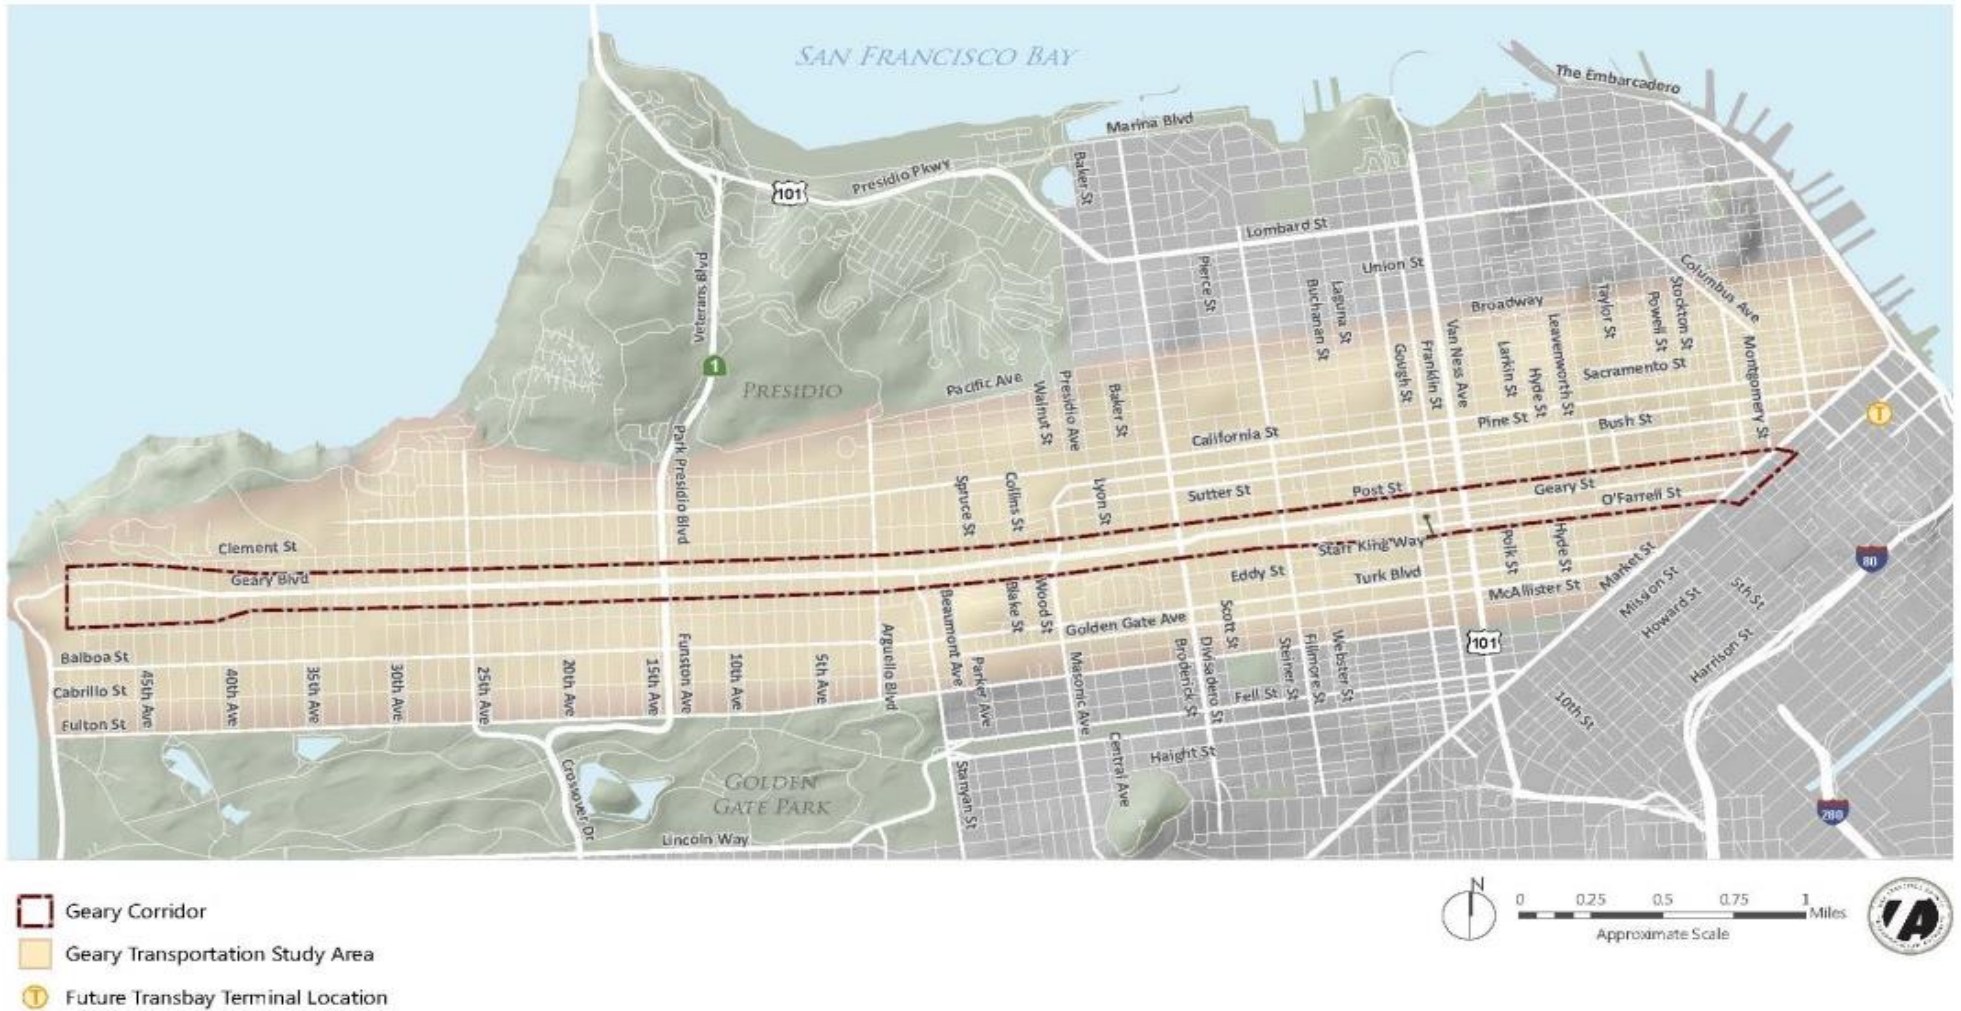 SAN FRANCISCO BAY
The Embarcadero
Marina Blvd
Baker St
Presidio Pkwy
101
Lombard St
Veterans Blvd
Pierce St
Union St
Columbus Ave
Buchanan St
Laguna St
Broadway
Taylor St
Powell St
Stockton St
1
PRESIDIO
Pacific Ave
Walnut St
Presidio Ave
Baker St
Gough St
Franklin St
Van Ness Ave
Larkin St
Hyde St
Leavenworth St
Sacramento St
Montgomery St
T
California St
Pine St
Bush St
Park Presidio Blvd
Spruce St
Collins St
Lyon St
Sutter St
Post St
Geary St
O'Farrell St
Clement St
Geary Blvd
Starr King Way
Polk St
Hyde St
Market St
80
Beaumont Ave
Blake St
Wood St
Eddy St
Turk Blvd
McAllister St
Mission St
Howard St
5th St
Golden Gate Ave
Scott St
Balboa St
Arguello Blvd
101
Harrison St
Cabrillo St
45th Ave
40th Ave
35th Ave
30th Ave
25th Ave
20th Ave
15th Ave
Funston Ave
10th Ave
5th Ave
Parker Ave
Masonic Ave
Broderick St
Divisadero St
Steiner St
Fillmore St
Webster St
Fell St
10th St
Fulton St
Haight St
Crossover Dr
GOLDEN
GATE PARK
Stanyan St
Central Ave
280
Lincoln Way
Geary Corridor
Geary Transportation Study Area
T
Future Transbay Terminal Location
N
0 0.25 0.5 0.75 1
Miles
Approximate Scale